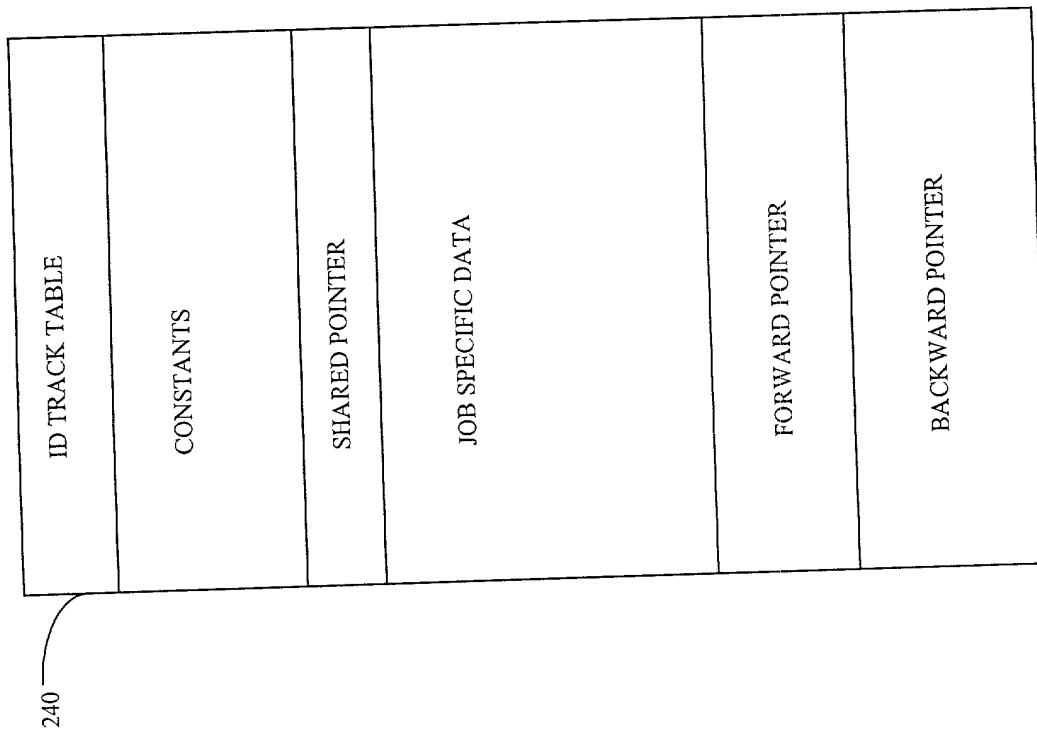 240
ID TRACK TABLE
CONSTANTS
SHARED POINTER
JOB SPECIFIC DATA
FORWARD POINTER
BACKWARD POINTER